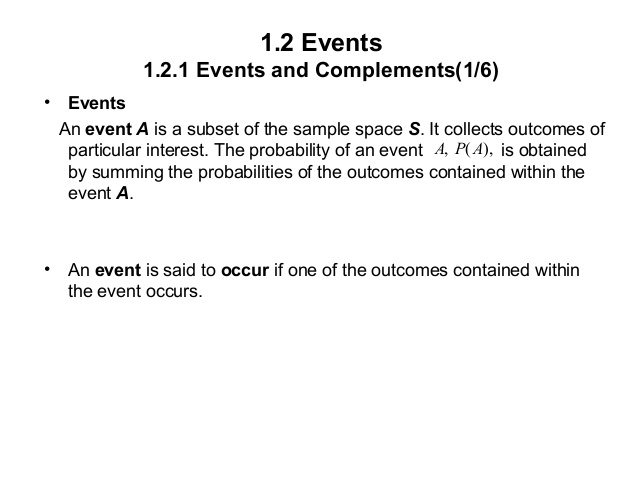 1.2 Events
1.2.1 Events and Complements(1/6)
• Events
An event A is a subset of the sample space S. It collects outcomes of
particular interest. The probability of an event A, P(A), is obtained
by summing the probabilities of the outcomes contained within the
event A.
• An event is said to occur if one of the outcomes contained within
the event occurs.